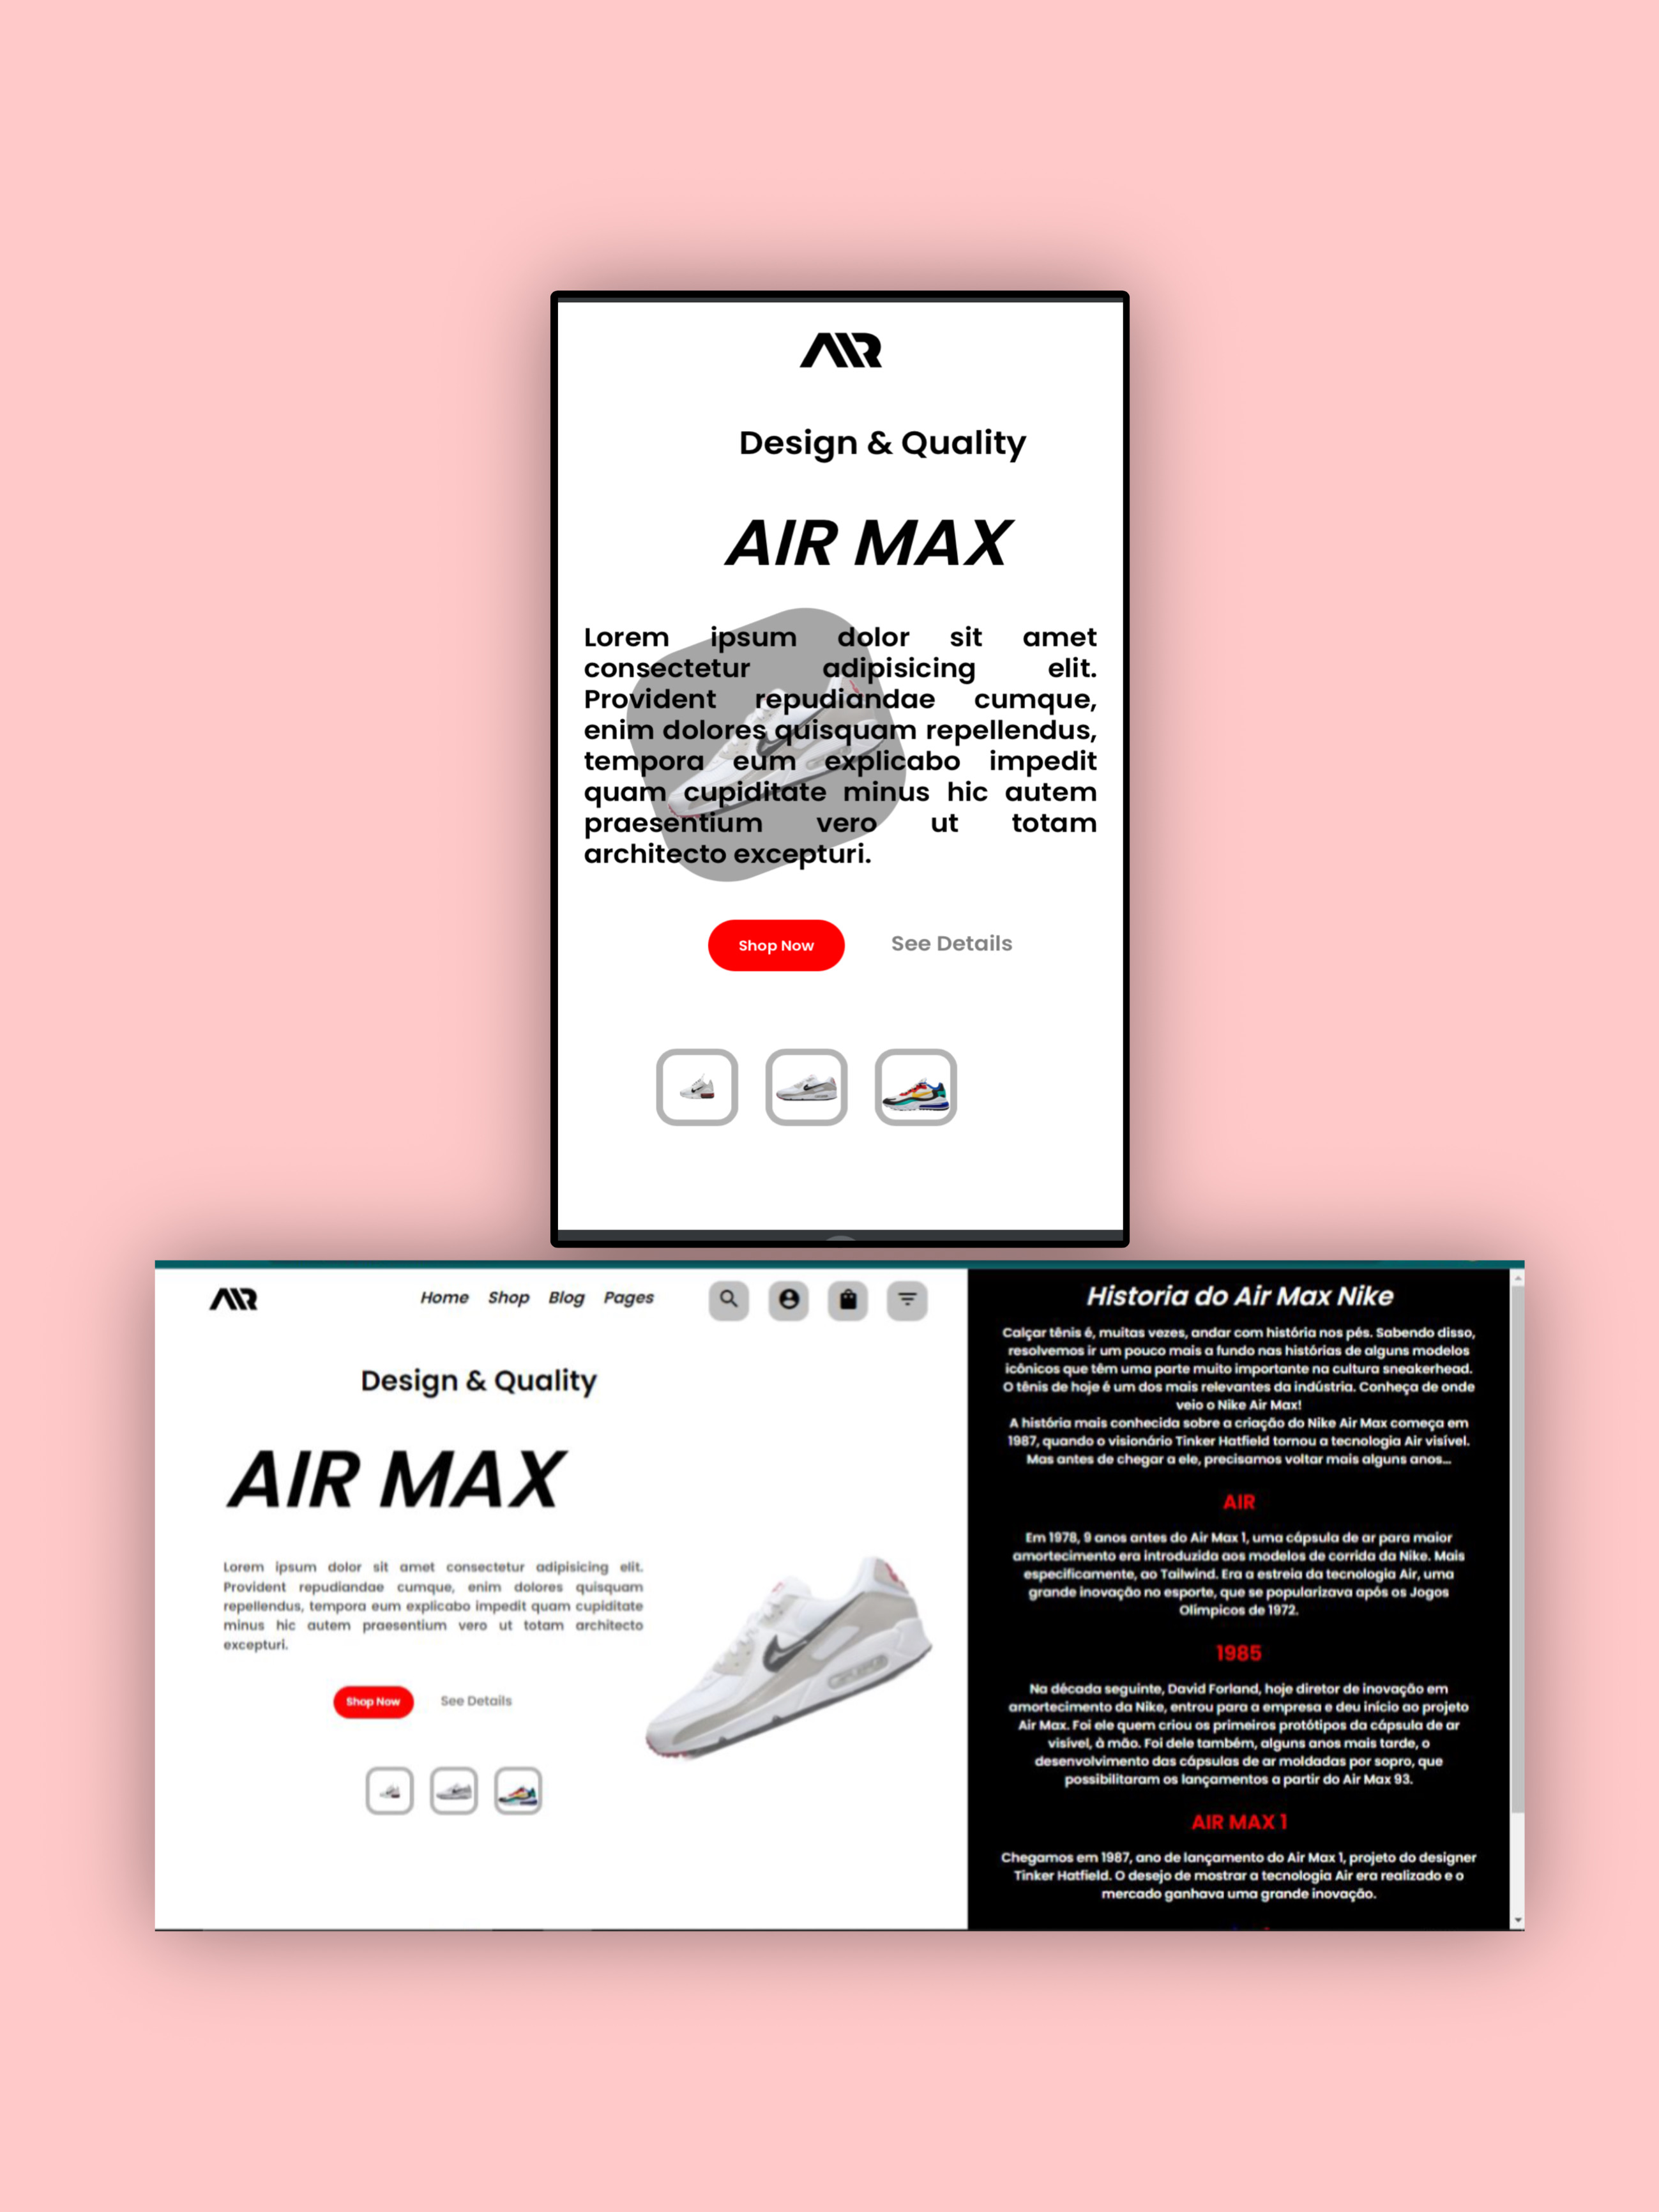 AIR
Design & Quality
AIR MAX
Lorem ipsum dolor sit amet
consectetur adipisicing elit.
Provident repudiandae cumque,
enim dolores quisquam repellendus,
tempora eum explicabo impedit
quam cupiditate minus hic autem
praesentium vero ut totam
architecto excepturi.
Shop Now See Details
AIR Home Shop Blog Pages
Design & Quality
AIR MAX
Lorem ipsum dolor sit amet consectetur adipisicing elit.
Provident repudiandae cumque, enim dolores quisquam
repellendus, tempora eum explicabo impedit quam cupiditate
minus hic autem praesentium vero ut totam architecto
excepturi.
Shop Now See Details
Historia do Air Max Nike
Calçar tênis é, muitas vezes, andar com história nos pés. Sabendo disso,
resolvemos ir um pouco mais a fundo nas histórias de alguns modelos
icônicos que têm uma parte muito importante na cultura sneakerhead.
O tênis de hoje é um dos mais relevantes da indústria. Conheça de onde
veio o Nike Air Max!
A história mais conhecida sobre a criação do Nike Air Max começa em
1987, quando o visionário Tinker Hatfield tornou a tecnologia Air visível.
Mas antes de chegar a ele, precisamos voltar mais alguns anos...
AIR
Em 1978, 9 anos antes do Air Max 1, uma cápsula de ar para maior
amortecimento era introduzida aos modelos de corrida da Nike. Mais
especificamente, ao Tailwind. Era a estreia da tecnologia Air, uma
grande inovação no esporte, que se popularizava após os Jogos
Olímpicos de 1972.
1985
Na década seguinte, David Forland, hoje diretor de inovação em
amortecimento da Nike, entrou para a empresa e deu início ao projeto
Air Max. Foi ele quem criou os primeiros protótipos da cápsula de ar
visível, à mão. Foi dele também, alguns anos mais tarde, o
desenvolvimento das cápsulas de ar moldadas por sopro, que
possibilitaram os lançamentos a partir do Air Max 93.
AIR MAX 1
Chegamos em 1987, ano de lançamento do Air Max 1, projeto do designer
Tinker Hatfield. O desejo de mostrar a tecnologia Air era realizado e o
mercado ganhava uma grande inovação.